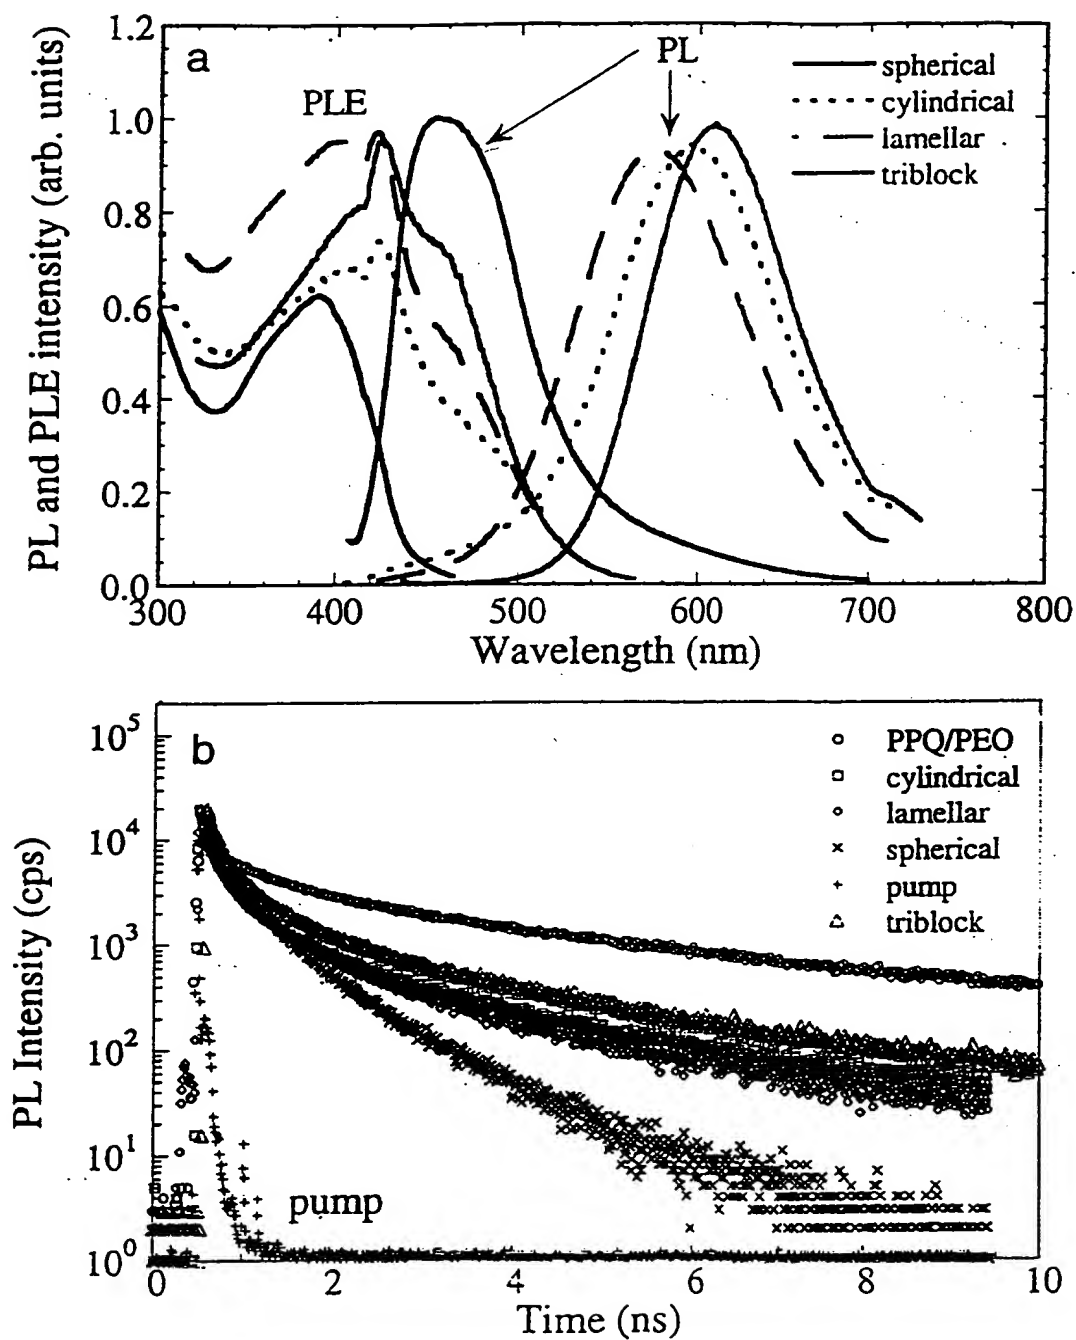 a
PLE
PL
spherical
cylindrical
lamellar
triblock
1.2
1.0
0.8
0.6
0.4
0.2
0.0
PL and PLE intensity (arb. units)
300 400 500 600 700 800
Wavelength (nm)
b
PPQ/PEO
cylindrical
lamellar
spherical
pump
triblock
10^5
10^4
10^3
10^2
10^1
10^0
PL Intensity (cps)
pump
0 2 4 6 8 10
Time (ns)